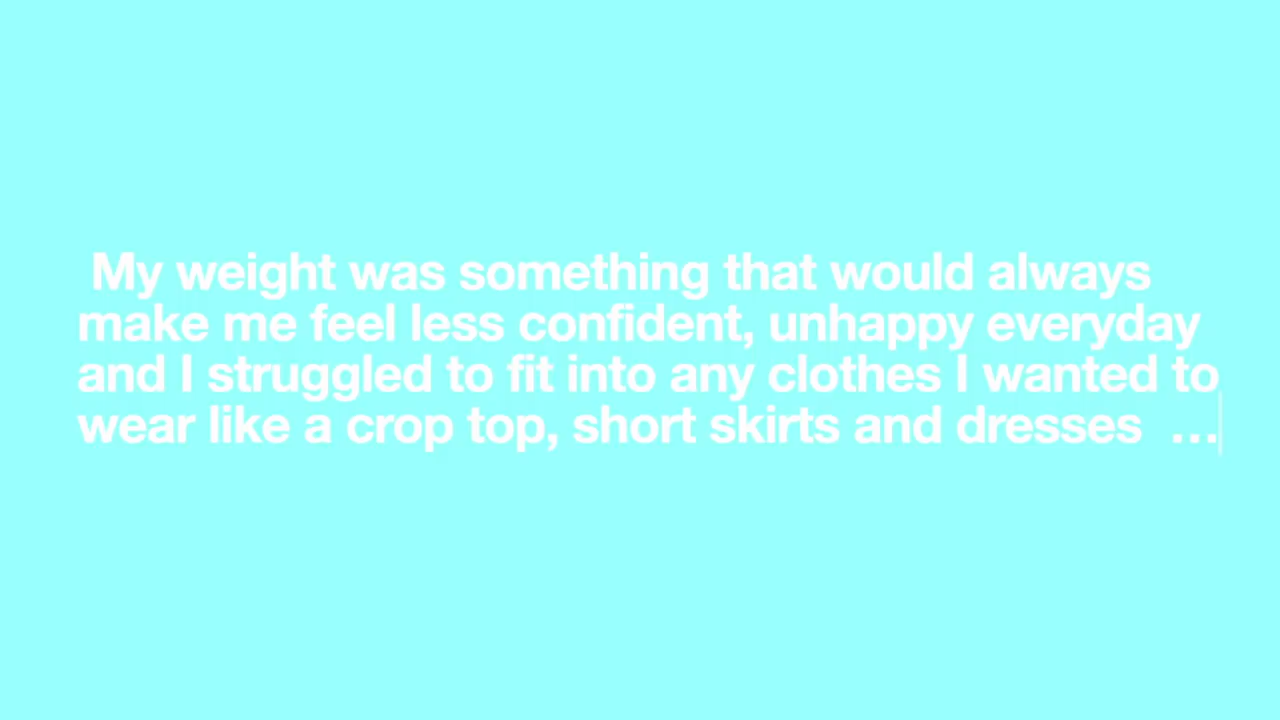 My weight was something that would always
make me feel less confident, unhappy everyday
and I struggled to fit into any clothes I wanted to
wear like a crop top, short skirts and dresses  ...